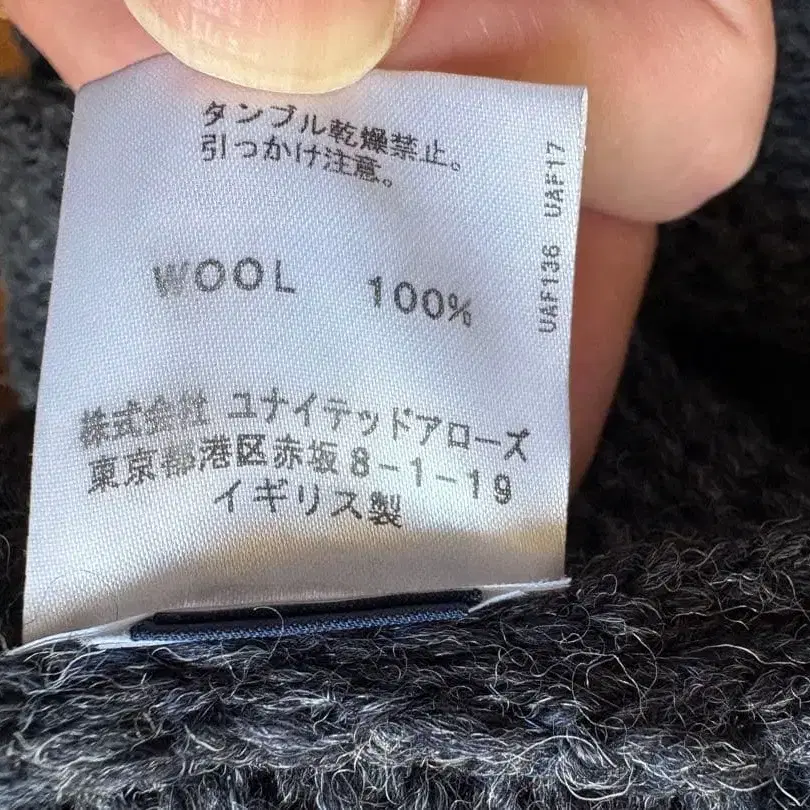 タンブル乾燥禁止。
引っかけ注意。
WOOL 100%
株式会社 ユナイテッドアローズ
東京都港区赤坂8-1-19
イギリス製
UAF136 UAF17